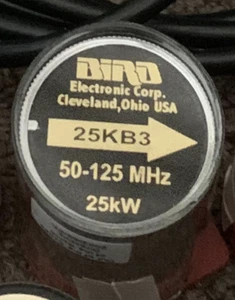 BIRD
Electronic Corp.
Cleveland,Ohio USA
25KB3
50-125 MHz
25kW